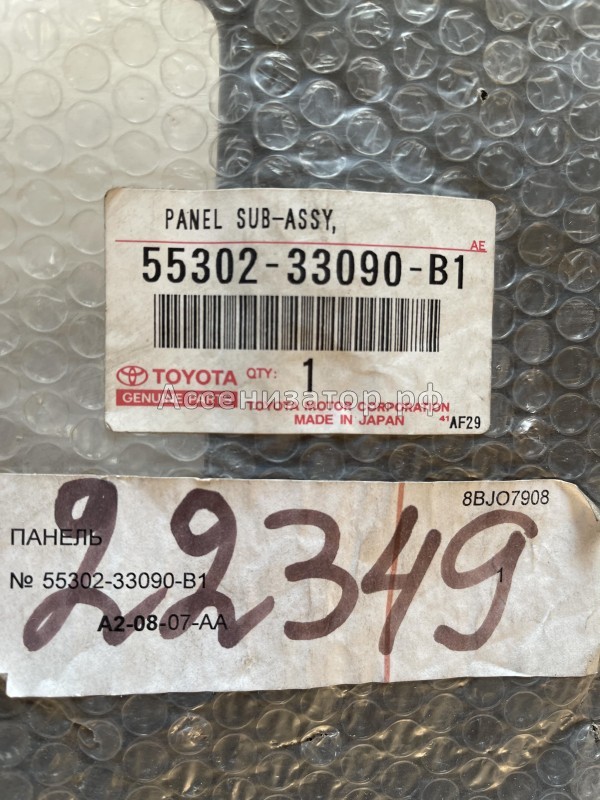 PANEL SUB-ASSY,
AE
55302-33090-B1
TOYOTA QTY: 1
GENUINE PARTS TOYOTA MOTOR CORPORATION
MADE IN JAPAN 41AF29
Ассенизатор.рф
8BJO7908
ПАНЕЛЬ
№ 55302-33090-B1
1
A2-08-07-AA
22349